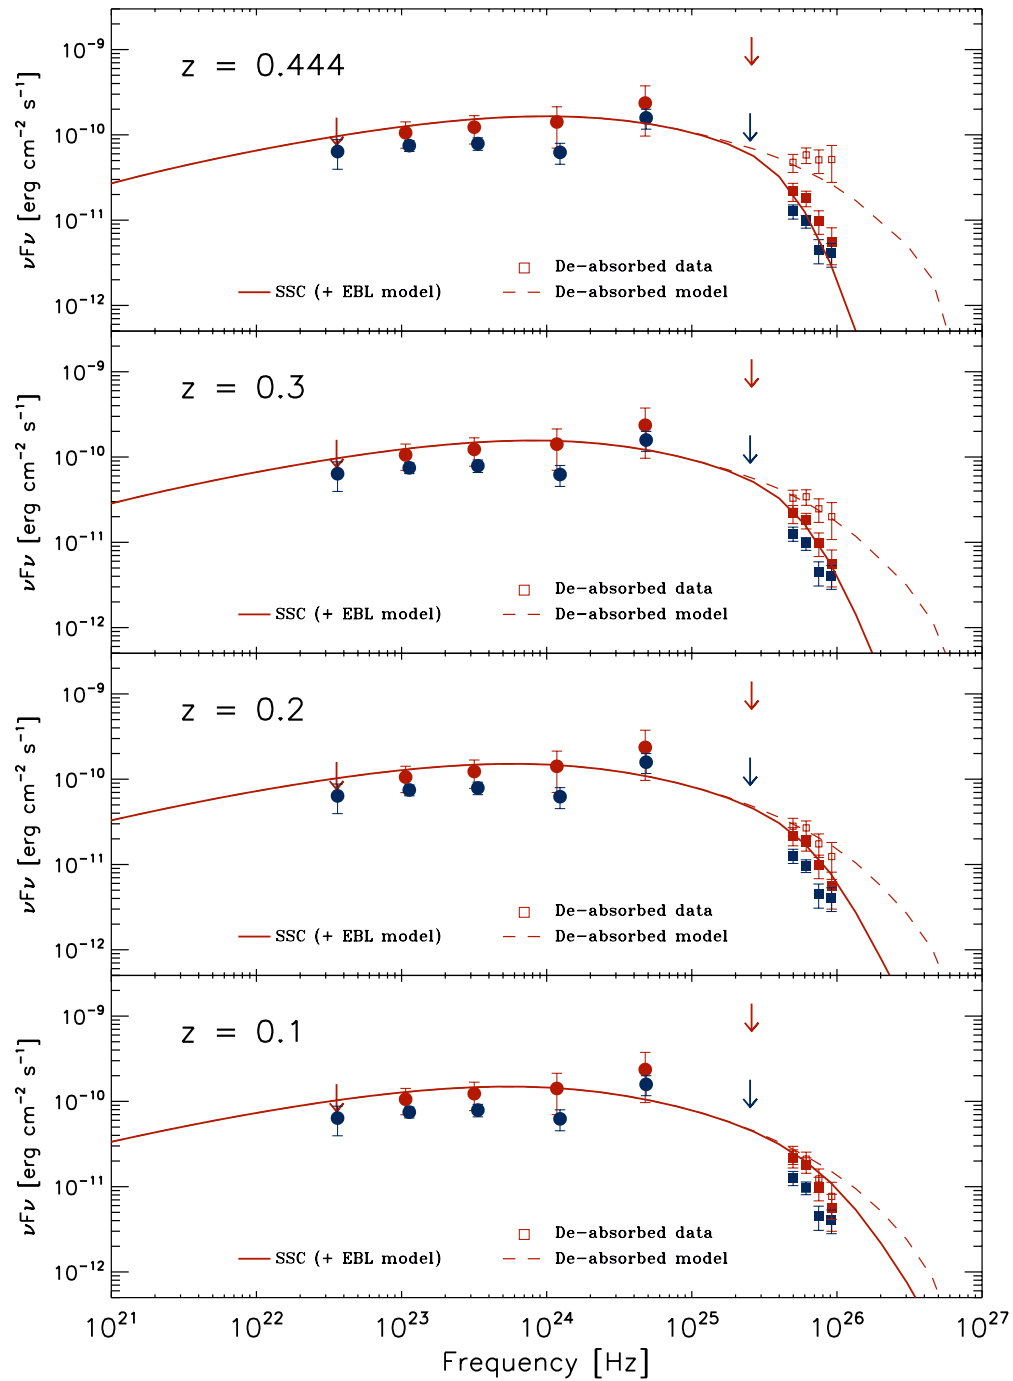 10⁻⁹
z = 0.444
10⁻¹⁰
10⁻¹¹
10⁻¹²
νFν [erg cm⁻² s⁻¹]
De-absorbed data
SSC (+ EBL model)
De-absorbed model
10⁻⁹
z = 0.3
10⁻¹⁰
10⁻¹¹
10⁻¹²
νFν [erg cm⁻² s⁻¹]
De-absorbed data
SSC (+ EBL model)
De-absorbed model
10⁻⁹
z = 0.2
10⁻¹⁰
10⁻¹¹
10⁻¹²
νFν [erg cm⁻² s⁻¹]
De-absorbed data
SSC (+ EBL model)
De-absorbed model
10⁻⁹
z = 0.1
10⁻¹⁰
10⁻¹¹
10⁻¹²
νFν [erg cm⁻² s⁻¹]
De-absorbed data
SSC (+ EBL model)
De-absorbed model
10²¹ 10²² 10²³ 10²⁴ 10²⁵ 10²⁶ 10²⁷
Frequency [Hz]